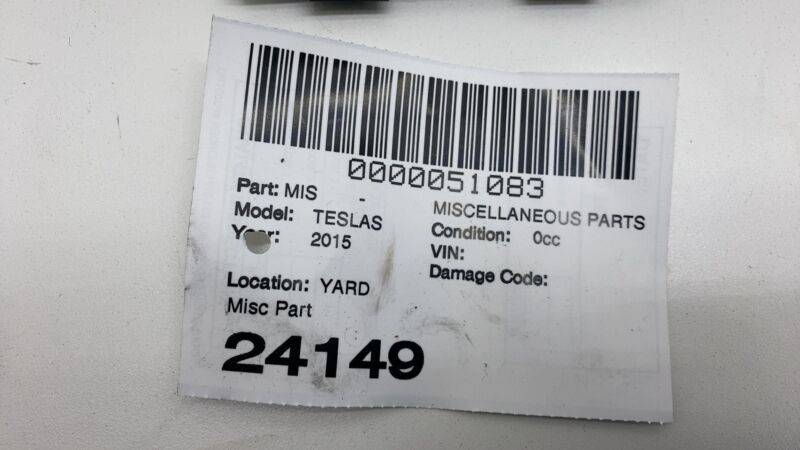 0000051083
Part: MIS - MISCELLANEOUS PARTS
Model: TESLAS Condition: 0cc
Year: 2015 VIN:
Damage Code:
Location: YARD
Misc Part
24149